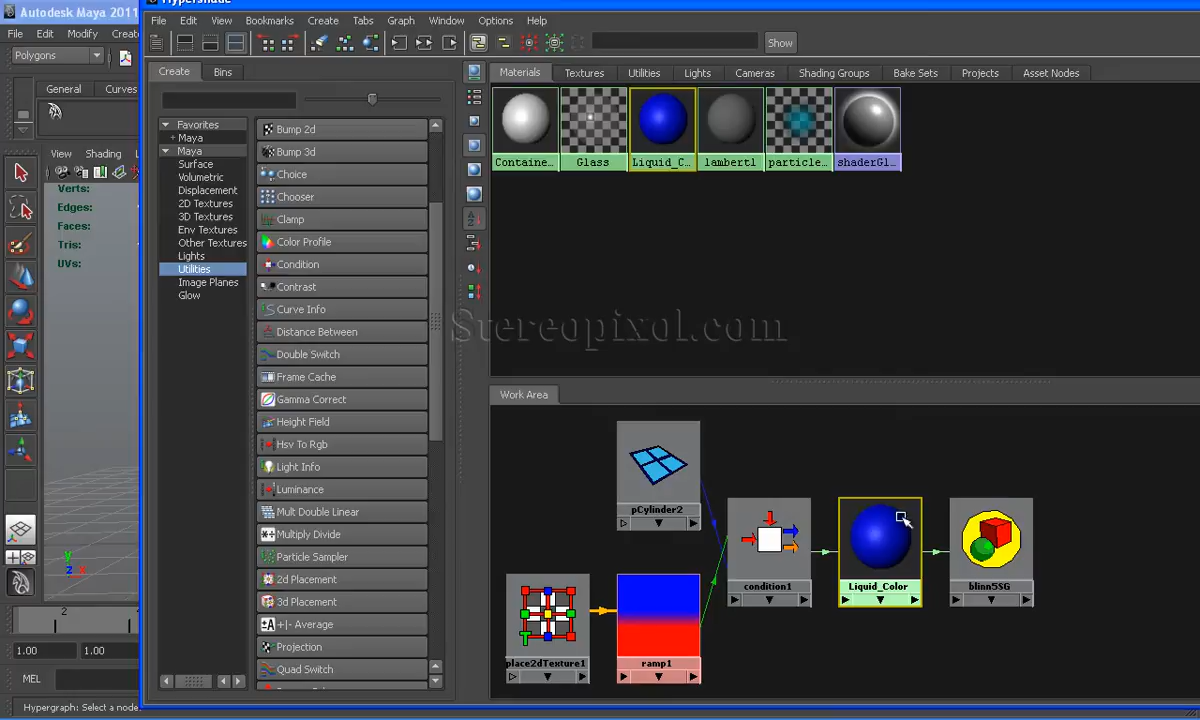 Autodesk Maya 2011
Hypershade
File Edit Modify Create
File Edit View Bookmarks Create Tabs Graph Window Options Help
Polygons
Show
Create Bins
General Curves
Materials Textures Utilities Lights Cameras Shading Groups Bake Sets Projects Asset Nodes
Favorites
+ Maya
Maya
Surface
Volumetric
Displacement
2D Textures
3D Textures
Env Textures
Other Textures
Lights
Utilities
Image Planes
Glow
Bump 2d
Bump 3d
Choice
Chooser
Clamp
Color Profile
Condition
Contrast
Curve Info
Distance Between
Double Switch
Frame Cache
Gamma Correct
Height Field
Hsv To Rgb
Light Info
Luminance
Mult Double Linear
Multiply Divide
Particle Sampler
2d Placement
3d Placement
+|- Average
Projection
Quad Switch
Containe... Glass Liquid_C... lambert1 particle... shaderGl...
View Shading
Verts:
Edges:
Faces:
Tris:
UVs:
Stereopixol.com
Work Area
pCylinder2
condition1
Liquid_Color
blinn5SG
place2dTexture1
ramp1
y
z x
2
1.00 1.00
MEL
Hypergraph: Select a node